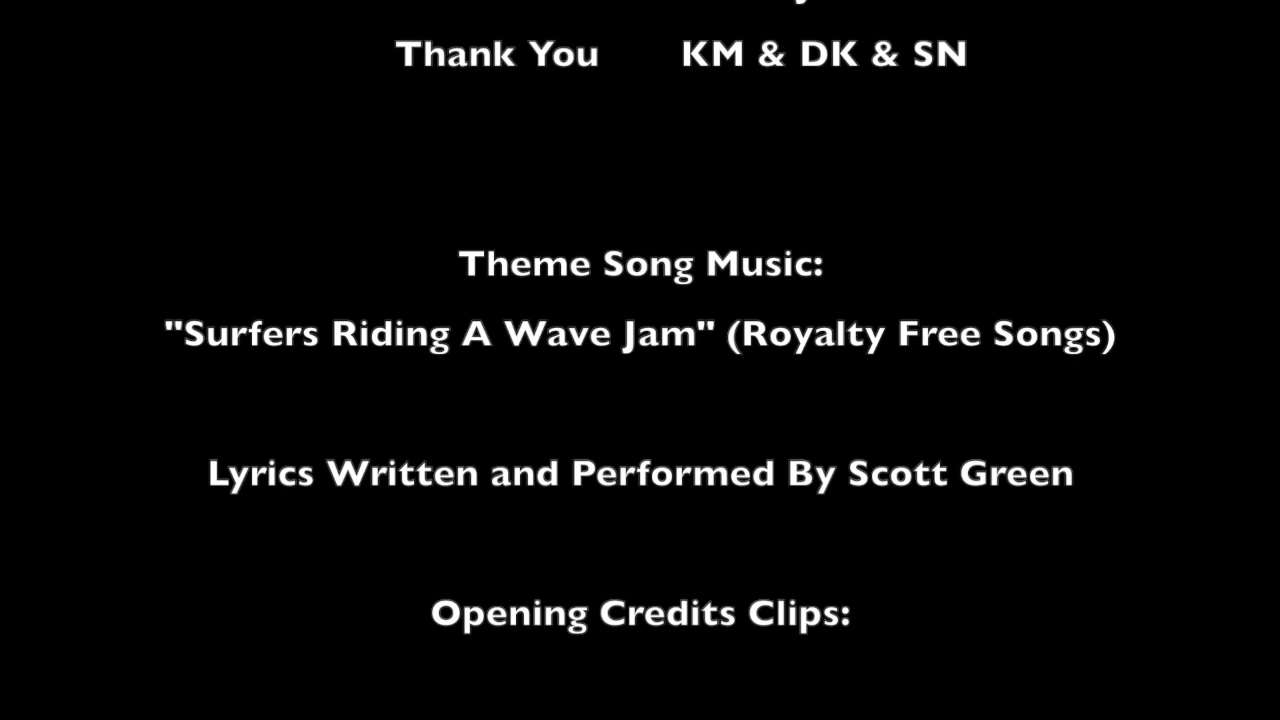 Thank You KM & DK & SN
Theme Song Music:
"Surfers Riding A Wave Jam" (Royalty Free Songs)
Lyrics Written and Performed By Scott Green
Opening Credits Clips: